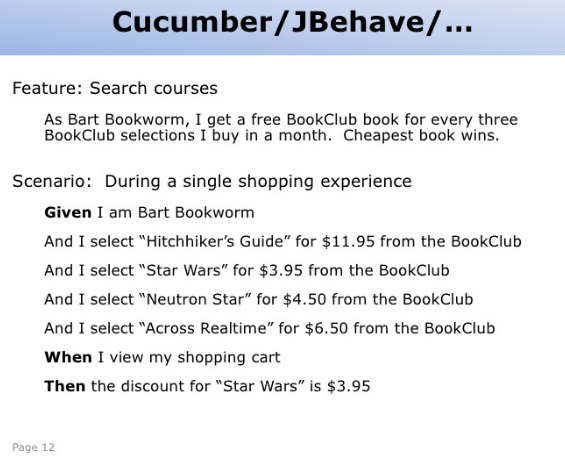 Cucumber/JBehave/...
Feature: Search courses
As Bart Bookworm, I get a free BookClub book for every three
BookClub selections I buy in a month.  Cheapest book wins.
Scenario:  During a single shopping experience
Given I am Bart Bookworm
And I select “Hitchhiker’s Guide” for $11.95 from the BookClub
And I select “Star Wars” for $3.95 from the BookClub
And I select “Neutron Star” for $4.50 from the BookClub
And I select “Across Realtime” for $6.50 from the BookClub
When I view my shopping cart
Then the discount for “Star Wars” is $3.95
Page 12